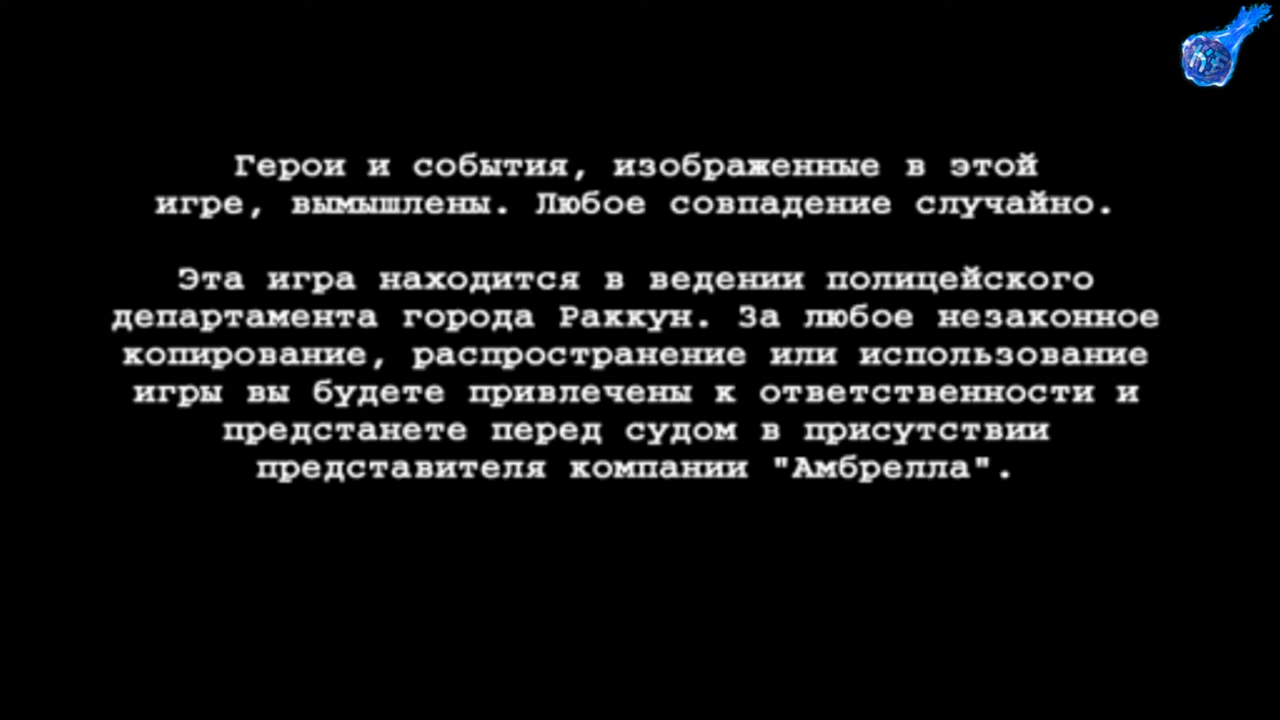 Герои и события, изображенные в этой
игре, вымышлены. Любое совпадение случайно.
Эта игра находится в ведении полицейского
департамента города Раккун. За любое незаконное
копирование, распространение или использование
игры вы будете привлечены к ответственности и
предстанете перед судом в присутствии
представителя компании "Амбрелла".